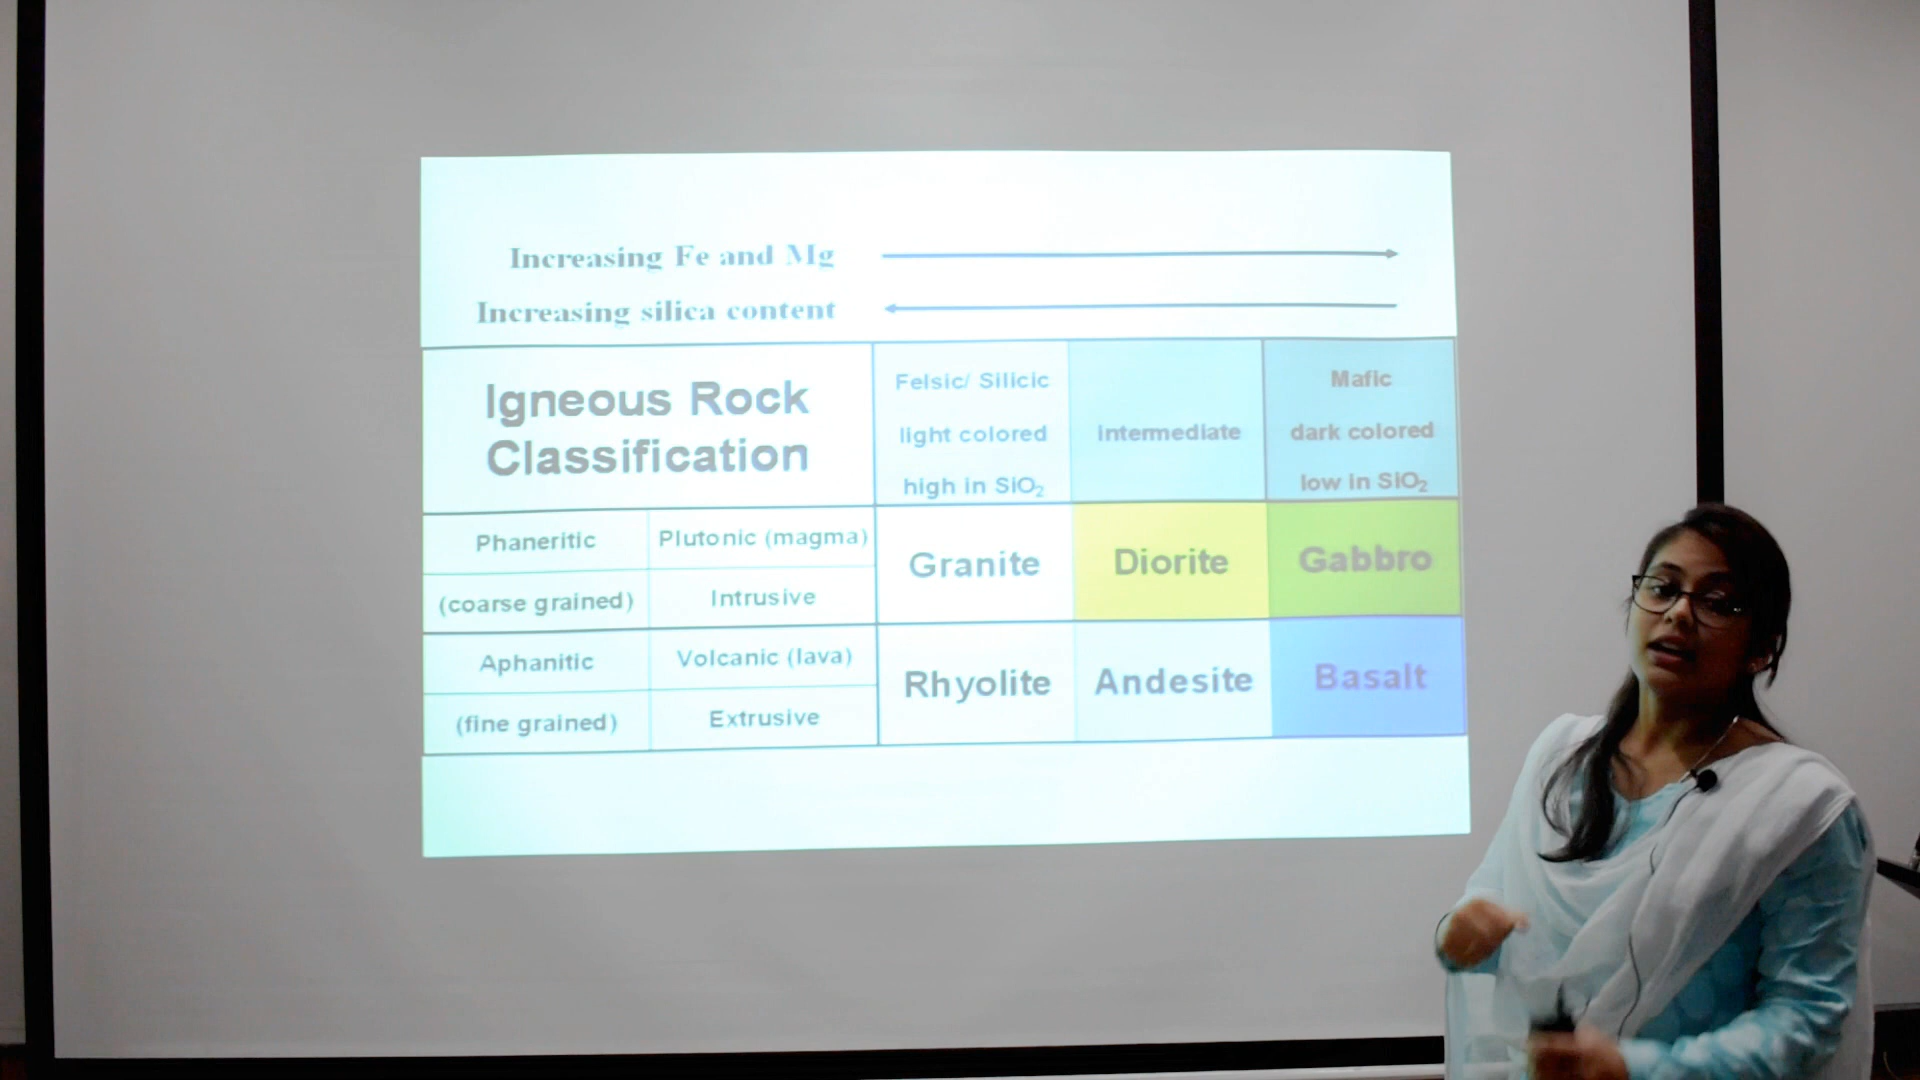 Increasing Fe and Mg
Increasing silica content
Igneous Rock
Classification
Felsic/ Silicic
light colored
high in SiO₂
Intermediate
Mafic
dark colored
low in SiO₂
Phaneritic
(coarse grained)
Plutonic (magma)
Intrusive
Granite
Diorite
Gabbro
Aphanitic
(fine grained)
Volcanic (lava)
Extrusive
Rhyolite
Andesite
Basalt